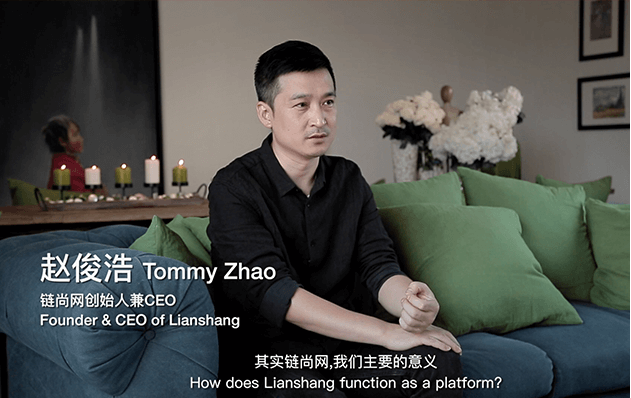 赵俊浩 Tommy Zhao
链尚网创始人兼CEO
Founder & CEO of Lianshang
其实链尚网,我们主要的意义
How does Lianshang function as a platform?